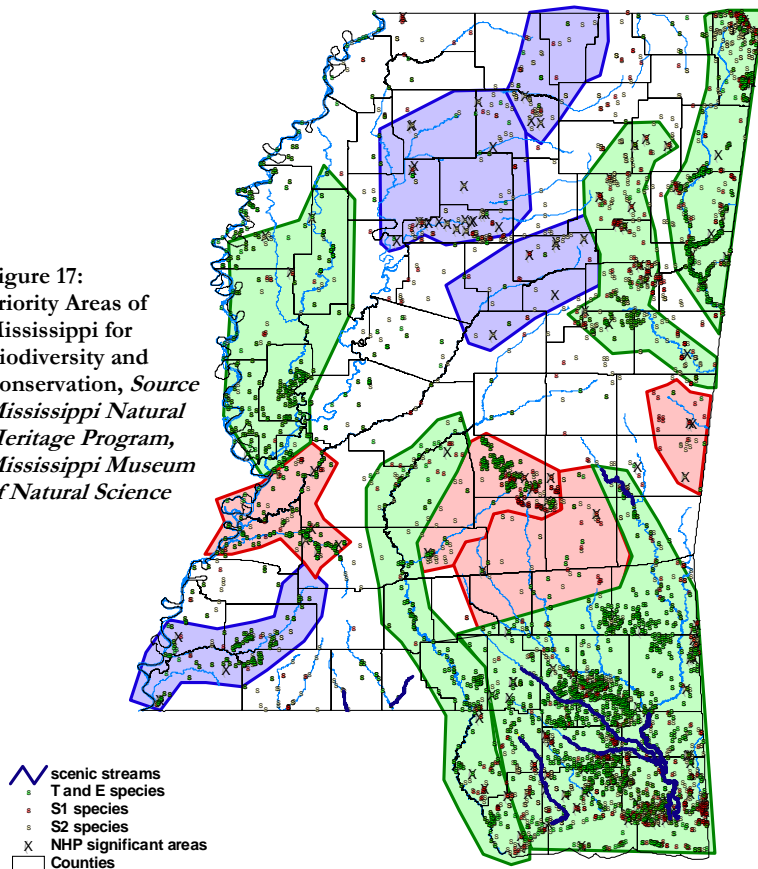 igure 17:
riority Areas of
Mississippi for
iodiversity and
onservation, Source
Mississippi Natural
Heritage Program,
Mississippi Museum
f Natural Science
scenic streams
T and E species
S1 species
S2 species
NHP significant areas
Counties